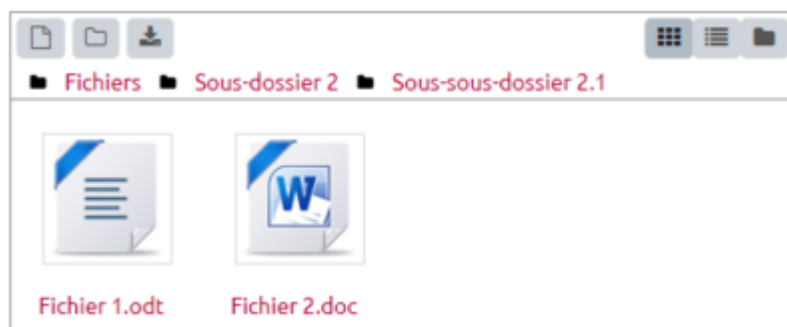 Fichiers Sous-dossier 2 Sous-sous-dossier 2.1
W
Fichier 1.odt Fichier 2.doc